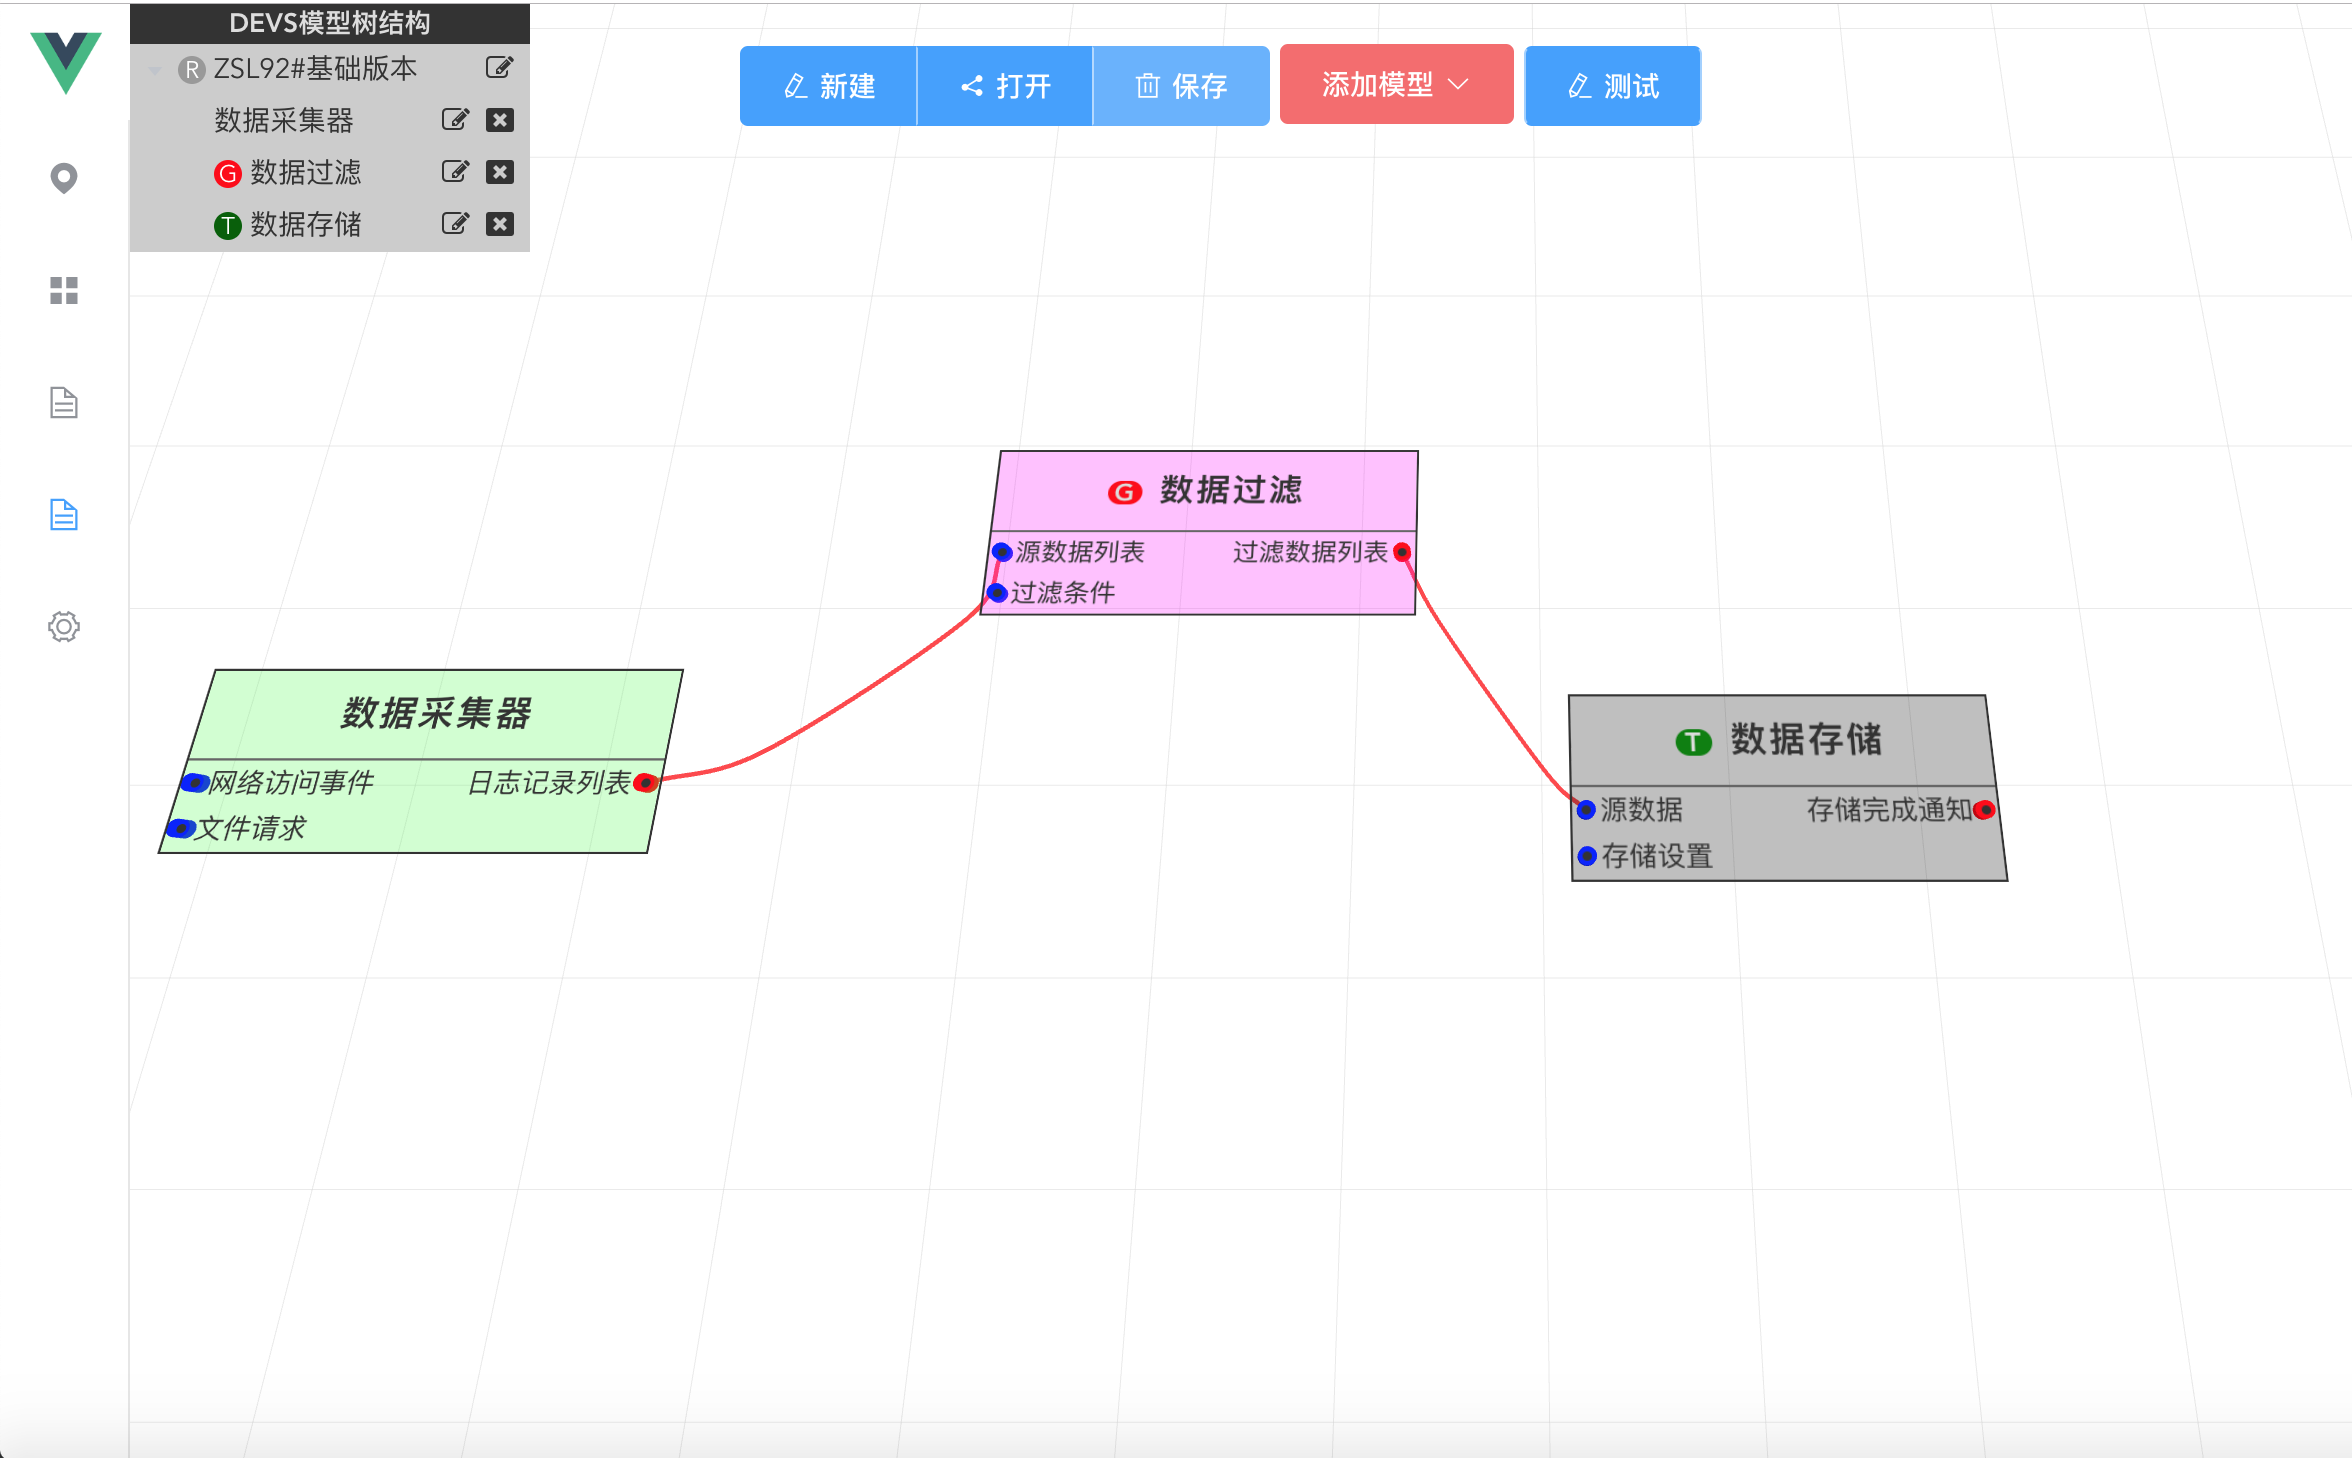 DEVS模型树结构
R ZSL92#基础版本
数据采集器
G 数据过滤
T 数据存储
新建 打开 保存 添加模型 测试
G 数据过滤
源数据列表 过滤数据列表
过滤条件
数据采集器
网络访问事件 日志记录列表
文件请求
T 数据存储
源数据 存储完成通知
存储设置